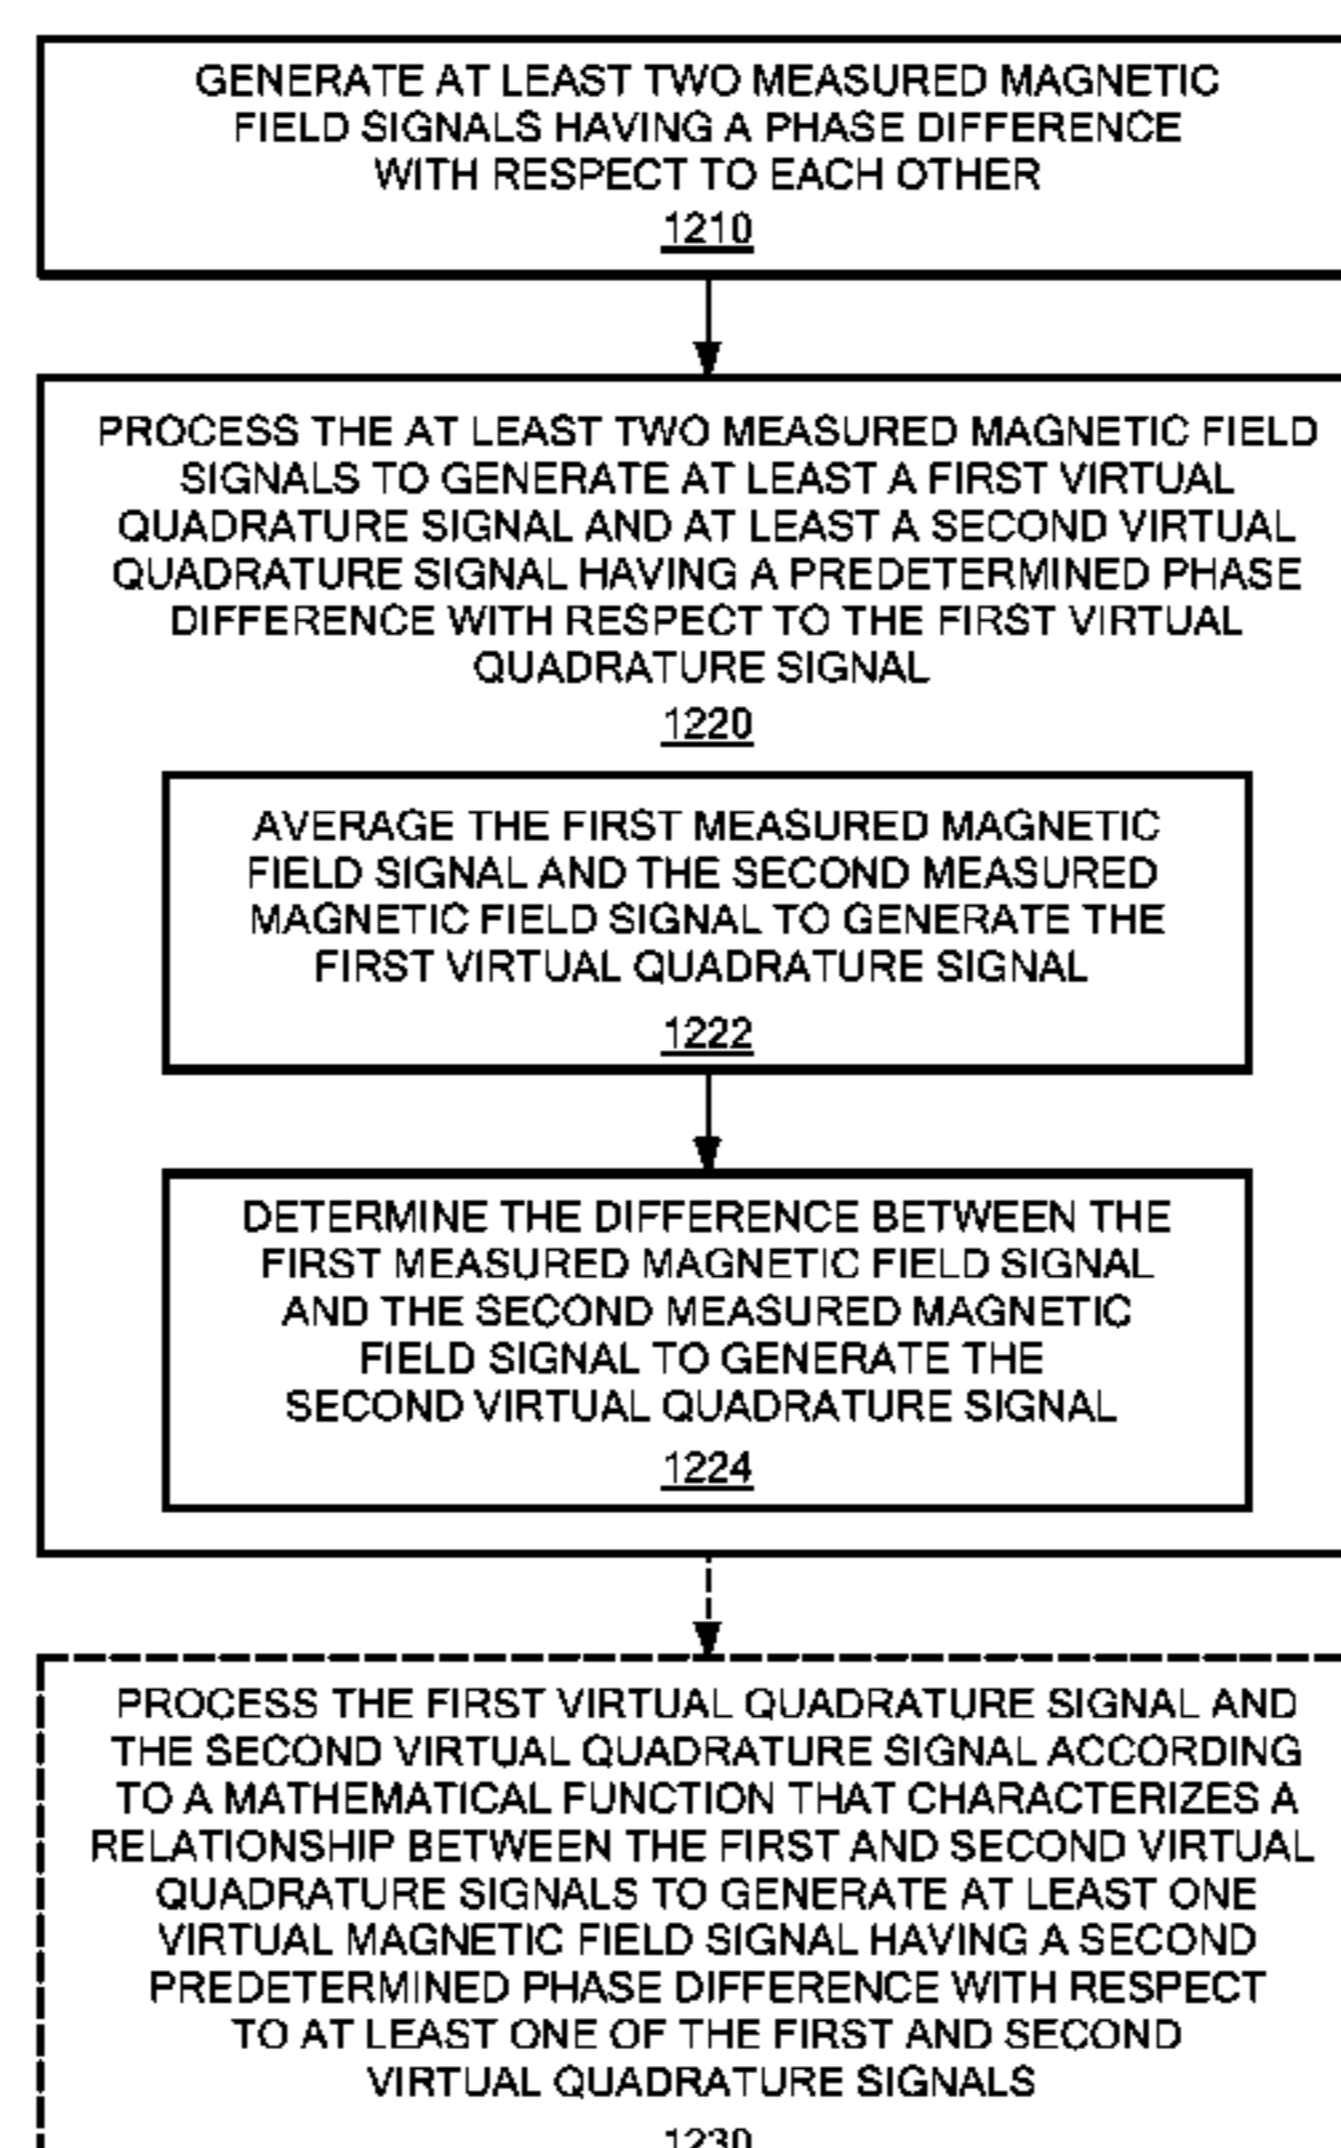 GENERATE AT LEAST TWO MEASURED MAGNETIC
FIELD SIGNALS HAVING A PHASE DIFFERENCE
WITH RESPECT TO EACH OTHER
1210
PROCESS THE AT LEAST TWO MEASURED MAGNETIC FIELD
SIGNALS TO GENERATE AT LEAST A FIRST VIRTUAL
QUADRATURE SIGNAL AND AT LEAST A SECOND VIRTUAL
QUADRATURE SIGNAL HAVING A PREDETERMINED PHASE
DIFFERENCE WITH RESPECT TO THE FIRST VIRTUAL
QUADRATURE SIGNAL
1220
AVERAGE THE FIRST MEASURED MAGNETIC
FIELD SIGNAL AND THE SECOND MEASURED
MAGNETIC FIELD SIGNAL TO GENERATE THE
FIRST VIRTUAL QUADRATURE SIGNAL
1222
DETERMINE THE DIFFERENCE BETWEEN THE
FIRST MEASURED MAGNETIC FIELD SIGNAL
AND THE SECOND MEASURED MAGNETIC
FIELD SIGNAL TO GENERATE THE
SECOND VIRTUAL QUADRATURE SIGNAL
1224
PROCESS THE FIRST VIRTUAL QUADRATURE SIGNAL AND
THE SECOND VIRTUAL QUADRATURE SIGNAL ACCORDING
TO A MATHEMATICAL FUNCTION THAT CHARACTERIZES A
RELATIONSHIP BETWEEN THE FIRST AND SECOND VIRTUAL
QUADRATURE SIGNALS TO GENERATE AT LEAST ONE
VIRTUAL MAGNETIC FIELD SIGNAL HAVING A SECOND
PREDETERMINED PHASE DIFFERENCE WITH RESPECT
TO AT LEAST ONE OF THE FIRST AND SECOND
VIRTUAL QUADRATURE SIGNALS
1230